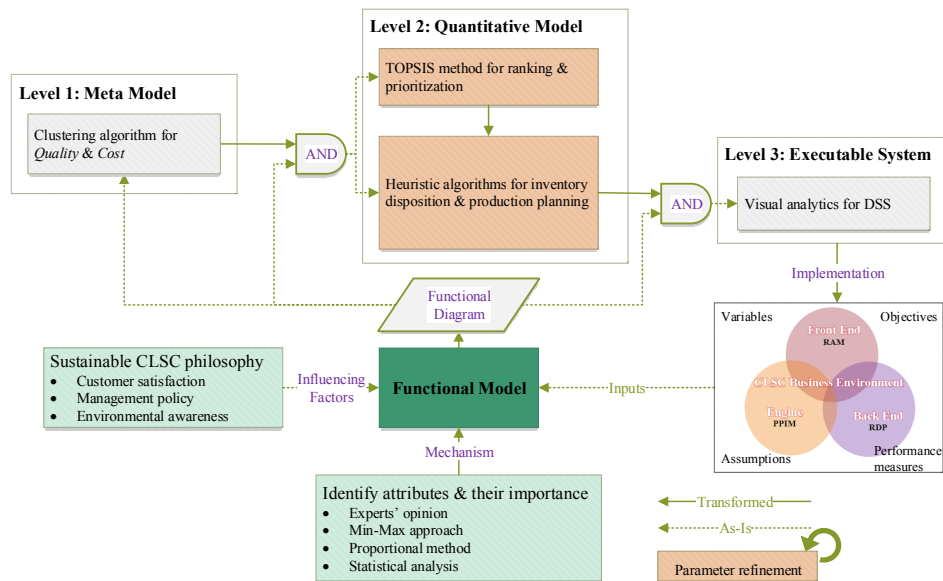 Level 2: Quantitative Model
TOPSIS method for ranking &
prioritization
Level 1: Meta Model
Clustering algorithm for
Quality & Cost
AND
Heuristic algorithms for inventory
disposition & production planning
Level 3: Executable System
AND
Visual analytics for DSS
Implementation
Functional
Diagram
Variables
Objectives
Front End
RAM
CLSC Business Environment
Engine
PPIM
Back End
RDP
Assumptions
Performance
measures
Sustainable CLSC philosophy
• Customer satisfaction
• Management policy
• Environmental awareness
Influencing
Factors
Functional Model
Inputs
Mechanism
Identify attributes & their importance
• Experts’ opinion
• Min-Max approach
• Proportional method
• Statistical analysis
Transformed
As-Is
Parameter refinement